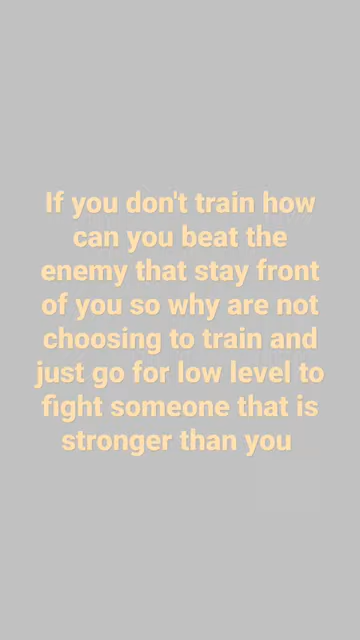 If you don't train how
can you beat the
enemy that stay front
of you so why are not
choosing to train and
just go for low level to
fight someone that is
stronger than you